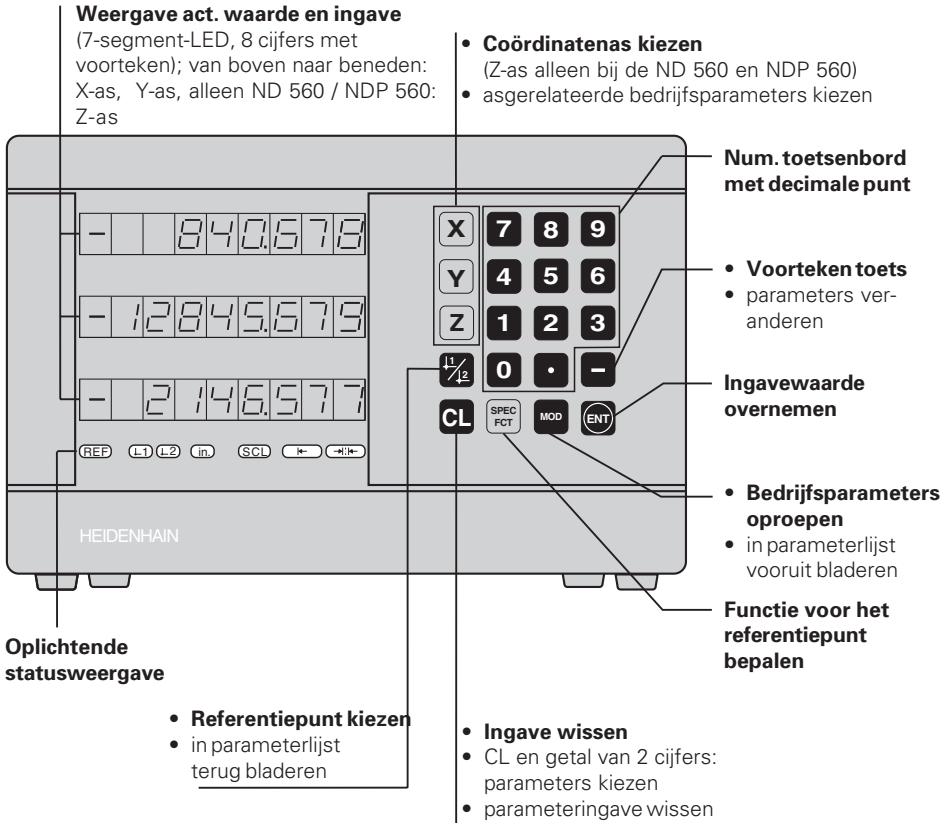 Weergave act. waarde en ingave
(7-segment-LED, 8 cijfers met
voorteken); van boven naar beneden:
X-as, Y-as, alleen ND 560 / NDP 560:
Z-as
• Coördinatenas kiezen
(Z-as alleen bij de ND 560 en NDP 560)
• asgerelateerde bedrijfsparameters kiezen
Num. toetsenbord
met decimale punt
- 840.578
- 12845.679
- 2146.577
X 7 8 9
Y 4 5 6
Z 1 2 3
1/2 0 . −
CL SPEC FCT MOD ENT
REF 1 2 in. SCL
HEIDENHAIN
• Voorteken toets
• parameters ver-
anderen
Ingavewaarde
overnemen
• Bedrijfsparameters
oproepen
• in parameterlijst
vooruit bladeren
Functie voor het
referentiepunt
bepalen
Oplichtende
statusweergave
• Referentiepunt kiezen
• in parameterlijst
terug bladeren
• Ingave wissen
• CL en getal van 2 cijfers:
parameters kiezen
• parameteringave wissen